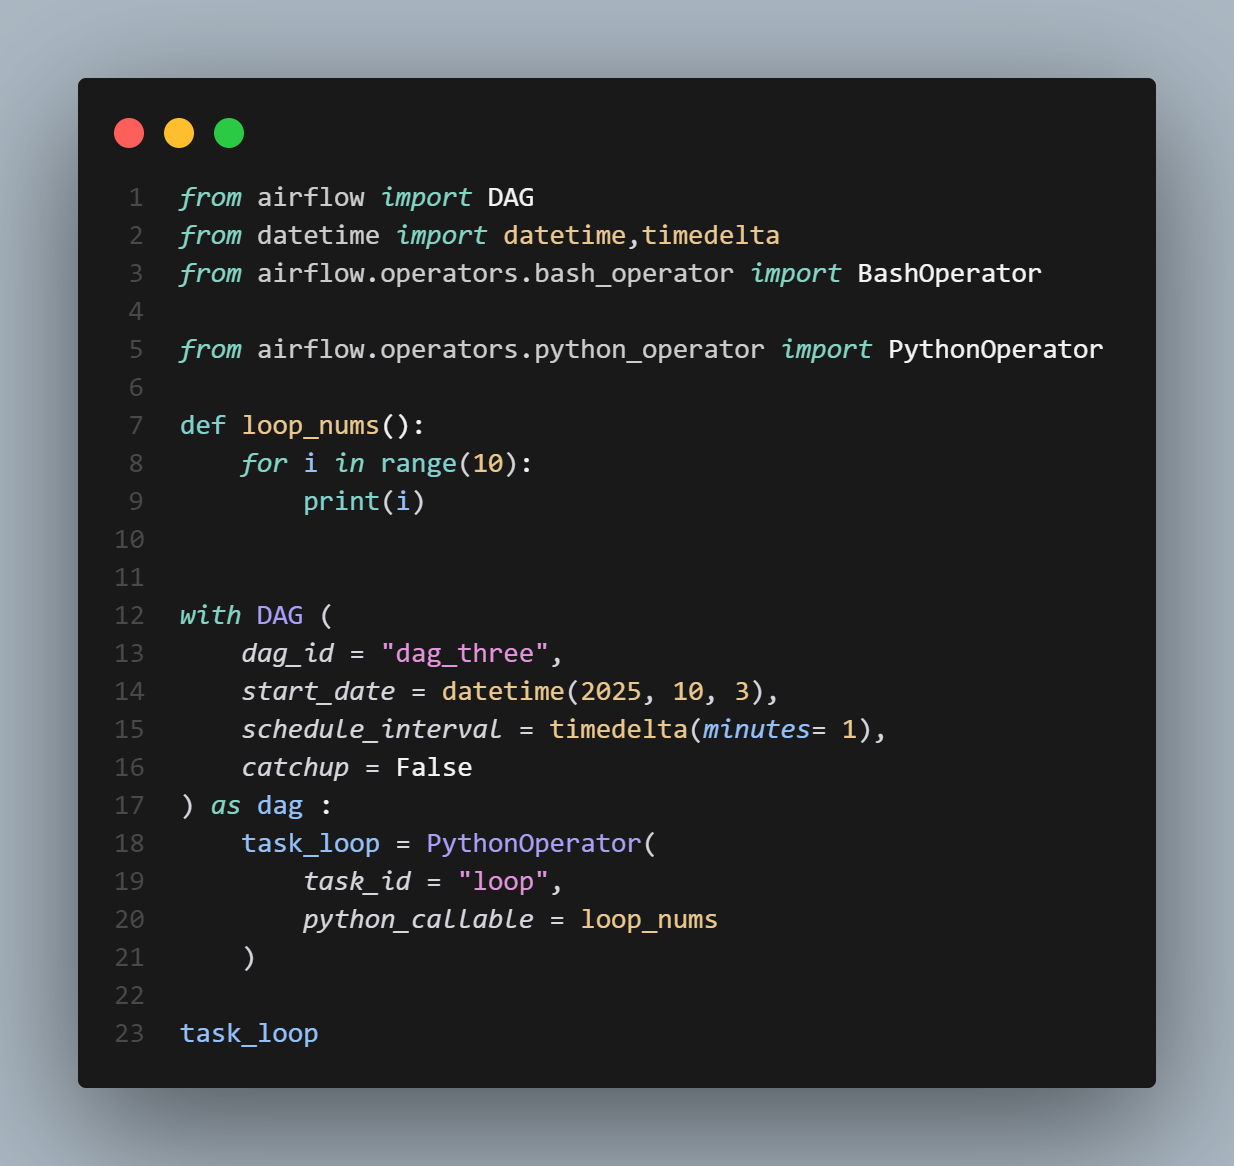 1 from airflow import DAG
2 from datetime import datetime,timedelta
3 from airflow.operators.bash_operator import BashOperator
4
5 from airflow.operators.python_operator import PythonOperator
6
7 def loop_nums():
8     for i in range(10):
9         print(i)
10
11
12 with DAG (
13     dag_id = "dag_three",
14     start_date = datetime(2025, 10, 3),
15     schedule_interval = timedelta(minutes= 1),
16     catchup = False
17 ) as dag :
18     task_loop = PythonOperator(
19         task_id = "loop",
20         python_callable = loop_nums
21     )
22
23 task_loop